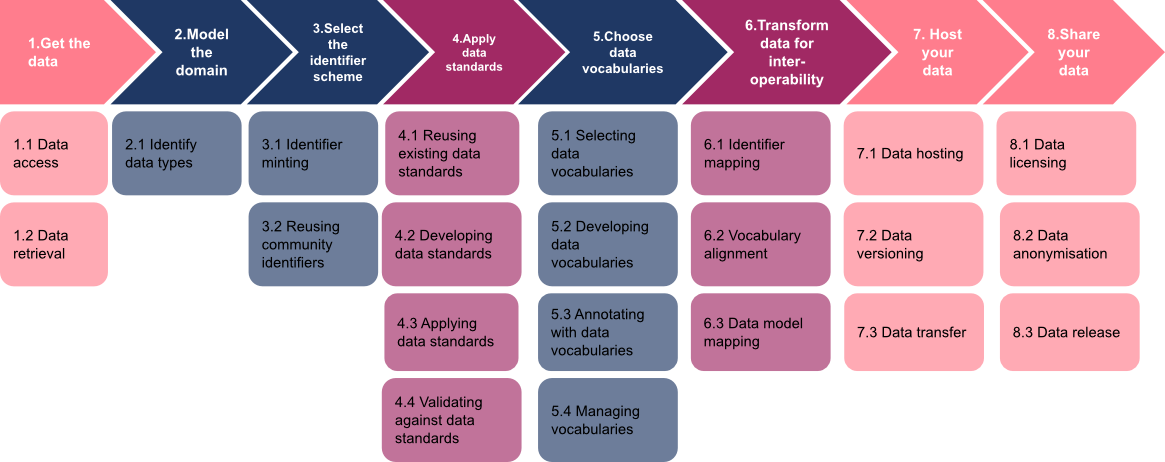 1.Get the
data
2.Model
the
domain
3.Select
the
identifier
scheme
4.Apply
data
standards
5.Choose
data
vocabularies
6.Transform
data for
inter-
operability
7. Host
your
data
8.Share
your
data
1.1 Data
access
2.1 Identify
data types
3.1 Identifier
minting
4.1 Reusing
existing data
standards
5.1 Selecting
data
vocabularies
6.1 Identifier
mapping
7.1 Data hosting
8.1 Data
licensing
1.2 Data
retrieval
3.2 Reusing
community
identifiers
4.2 Developing
data standards
5.2 Developing
data
vocabularies
6.2 Vocabulary
alignment
7.2 Data
versioning
8.2 Data
anonymisation
4.3 Applying
data standards
5.3 Annotating
with data
vocabularies
6.3 Data model
mapping
7.3 Data transfer
8.3 Data release
4.4 Validating
against data
standards
5.4 Managing
vocabularies